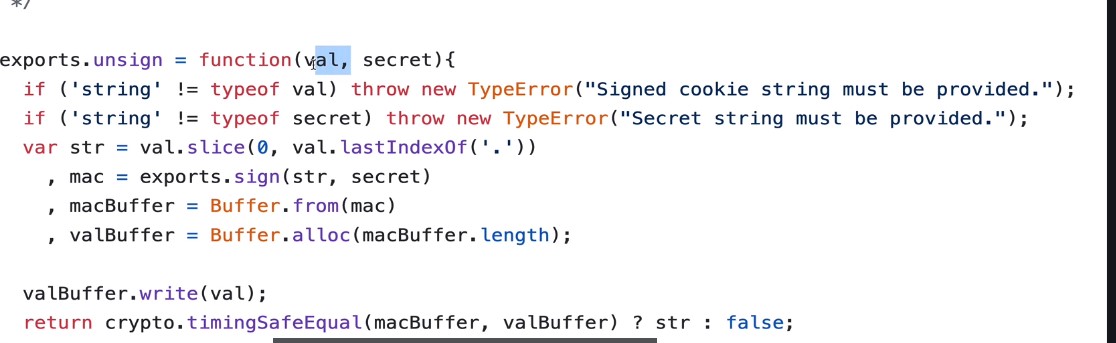 */
exports.unsign = function(val, secret){
if ('string' != typeof val) throw new TypeError("Signed cookie string must be provided.");
if ('string' != typeof secret) throw new TypeError("Secret string must be provided.");
var str = val.slice(0, val.lastIndexOf('.'))
, mac = exports.sign(str, secret)
, macBuffer = Buffer.from(mac)
, valBuffer = Buffer.alloc(macBuffer.length);
valBuffer.write(val);
return crypto.timingSafeEqual(macBuffer, valBuffer) ? str : false;